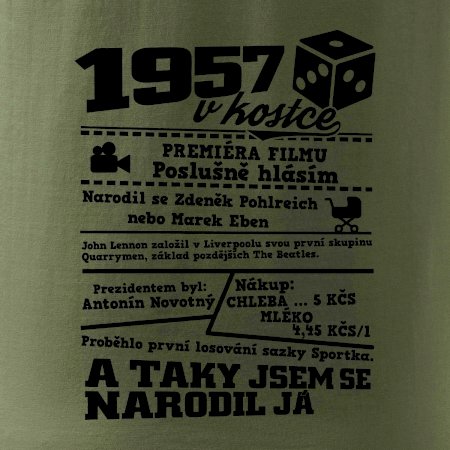 1957
v kostce
PREMIÉRA FILMU
Poslušně hlásím
Narodil se Zdeněk Pohlreich
nebo Marek Eben
John Lennon založil v Liverpoolu svou první skupinu
Quarrymen, základ pozdějších The Beatles.
Prezidentem byl:
Antonín Novotný
Nákup:
CHLEBA ... 5 KČS
MLÉKO
4,45 KČS/l
Proběhlo první losování sazky Sportka.
A TAKY JSEM SE
NARODIL JÁ